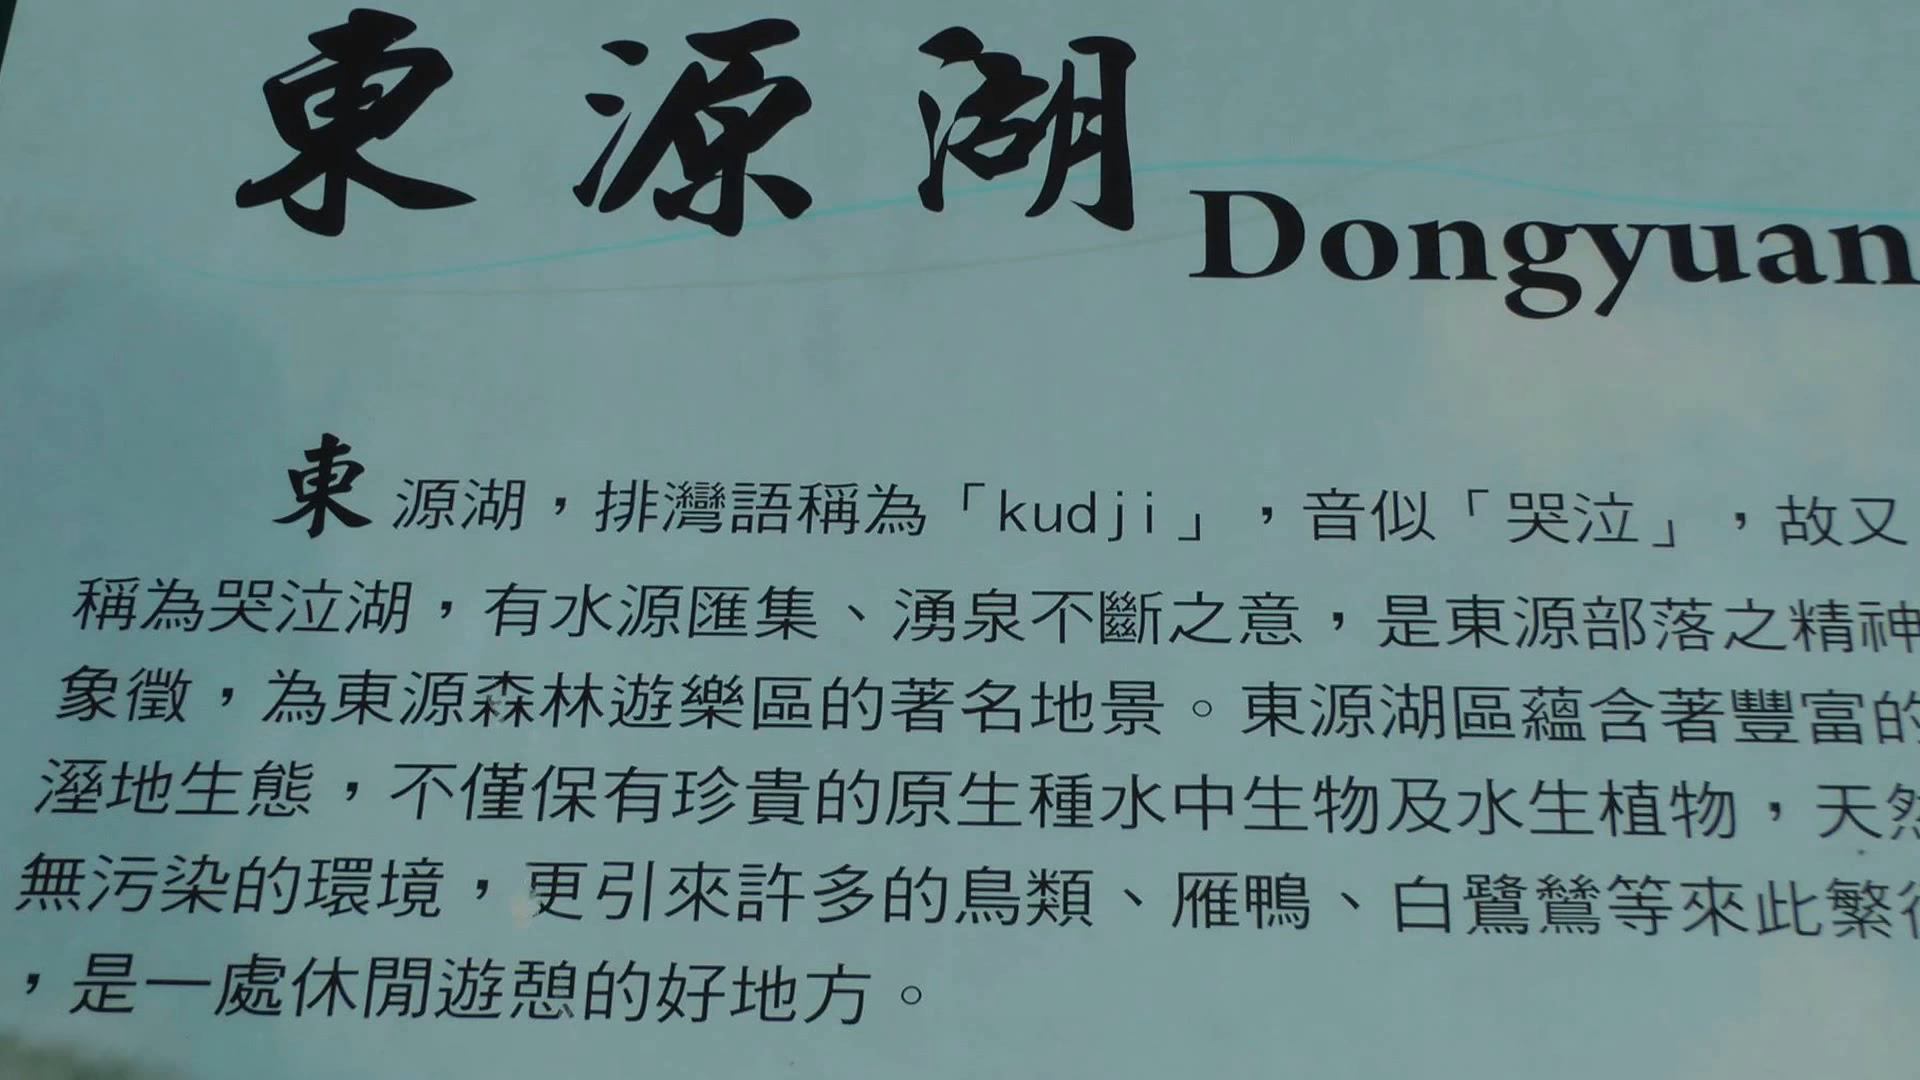 東源湖 Dongyuan
東源湖，排灣語稱為「kudji」，音似「哭泣」，故又
稱為哭泣湖，有水源匯集、湧泉不斷之意，是東源部落之精神
象徵，為東源森林遊樂區的著名地景。東源湖區蘊含著豐富的
溼地生態，不僅保有珍貴的原生種水中生物及水生植物，天然
無污染的環境，更引來許多的鳥類、雁鴨、白鷺鷥等來此繁衍
，是一處休閒遊憩的好地方。